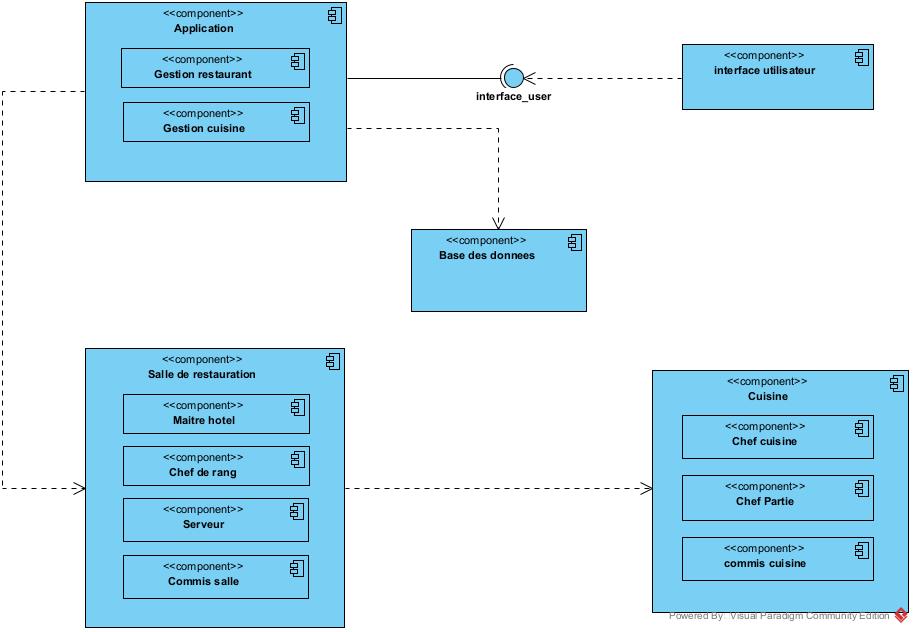 <<component>>
Application
<<component>>
Gestion restaurant
<<component>>
Gestion cuisine
interface_user
<<component>>
interface utilisateur
<<component>>
Base des donnees
<<component>>
Salle de restauration
<<component>>
Maitre hotel
<<component>>
Chef de rang
<<component>>
Serveur
<<component>>
Commis salle
<<component>>
Cuisine
<<component>>
Chef cuisine
<<component>>
Chef Partie
<<component>>
commis cuisine
Powered By: Visual Paradigm Community Edition